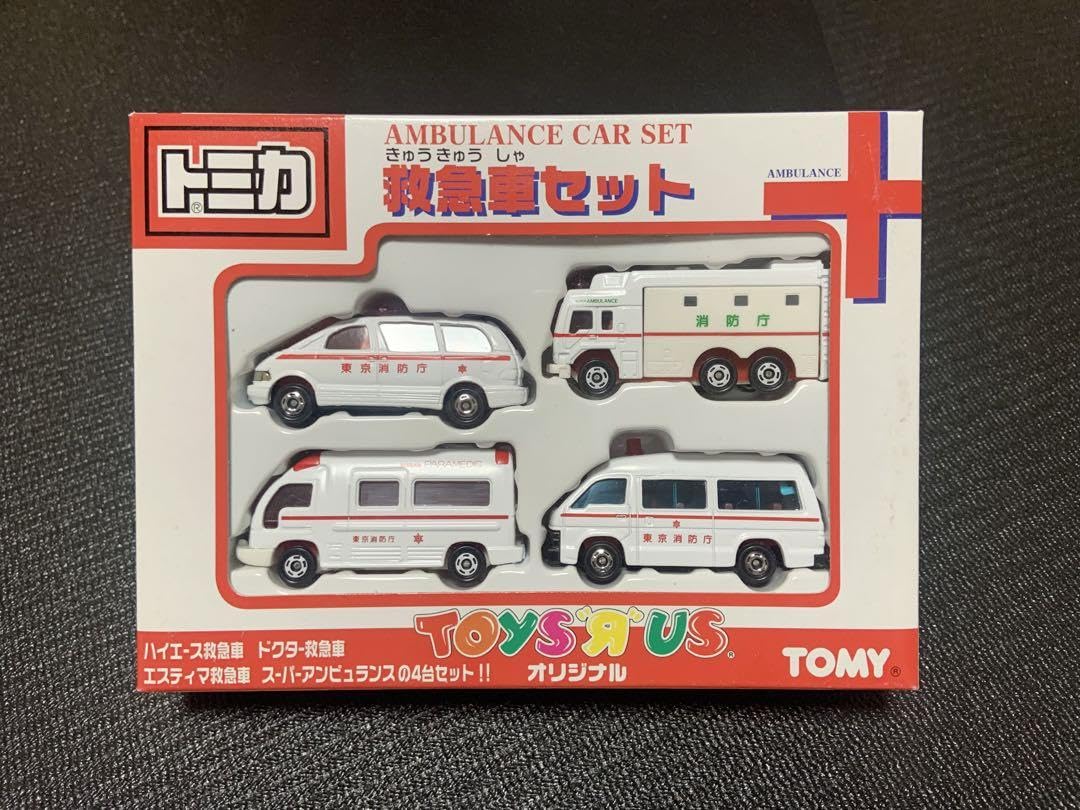 トミカ®
AMBULANCE CAR SET
きゅうきゅう しゃ
救急車セット
AMBULANCE
東京消防庁
AMBULANCE
消防庁
PARAMEDIC
東京消防庁
東京消防庁
TOYS"R"US®
オリジナル
ハイエース救急車 ドクター救急車
エスティマ救急車 スーパーアンビュランスの4台セット!!
TOMY®